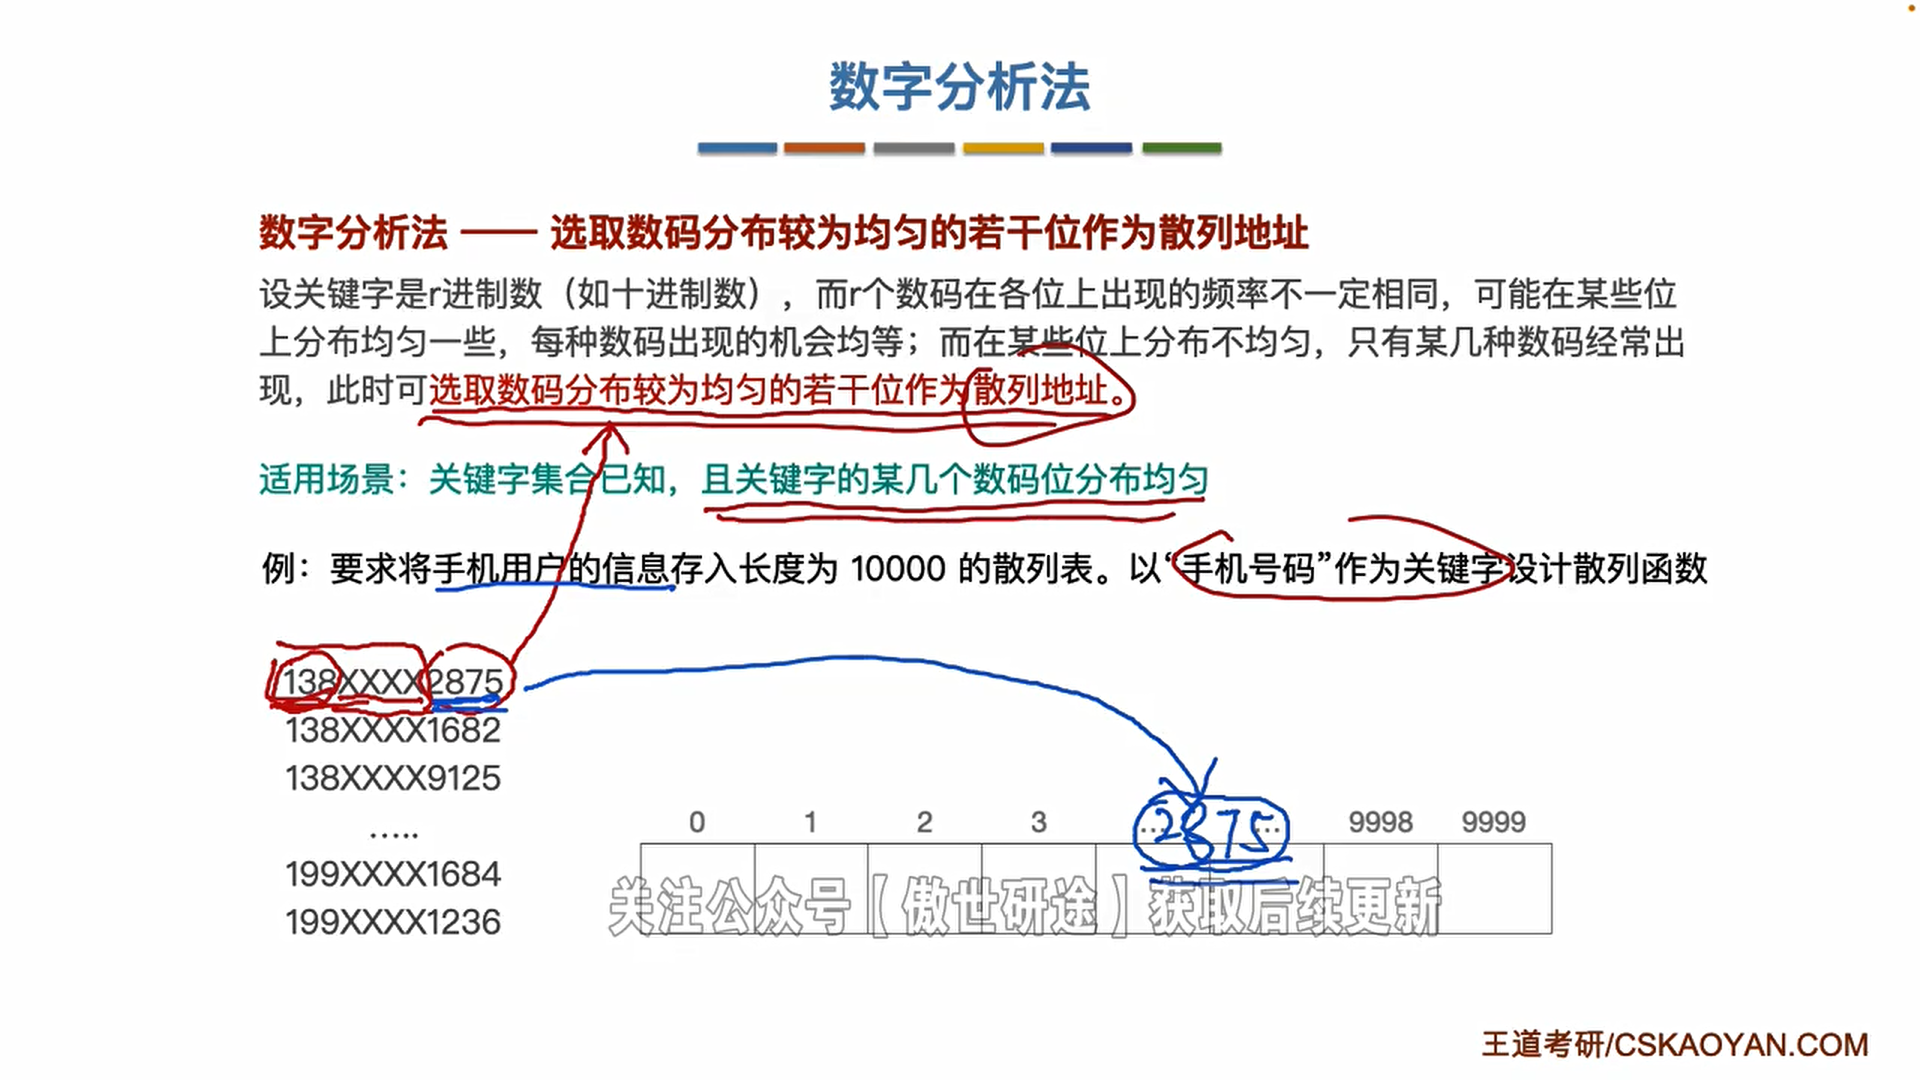 数字分析法
数字分析法 —— 选取数码分布较为均匀的若干位作为散列地址
设关键字是r进制数（如十进制数），而r个数码在各位上出现的频率不一定相同，可能在某些位
上分布均匀一些，每种数码出现的机会均等；而在某些位上分布不均匀，只有某几种数码经常出
现，此时可选取数码分布较为均匀的若干位作为散列地址。
适用场景：关键字集合已知，且关键字的某几个数码位分布均匀
例：要求将手机用户的信息存入长度为 10000 的散列表。以“手机号码”作为关键字设计散列函数
138XXXX2875
138XXXX1682
138XXXX9125
.....
199XXXX1684
199XXXX1236
0 1 2 3 ... 2875 ... 9998 9999
关注公众号【傲世研途】获取后续更新
王道考研/CSKAOYAN.COM